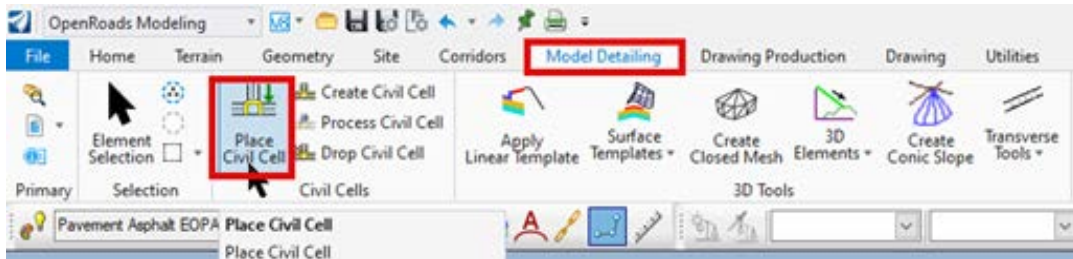 OpenRoads Modeling
File Home Terrain Geometry Site Corridors Model Detailing Drawing Production Drawing Utilities
Element
Selection
Place
Civil Cell
Create Civil Cell
Process Civil Cell
Drop Civil Cell
Apply
Linear Template
Surface
Templates
Create
Closed Mesh
3D
Elements
Create
Conic Slope
Transverse
Tools
Primary Selection Civil Cells 3D Tools
Pavement Asphalt EOPA
Place Civil Cell
Place Civil Cell